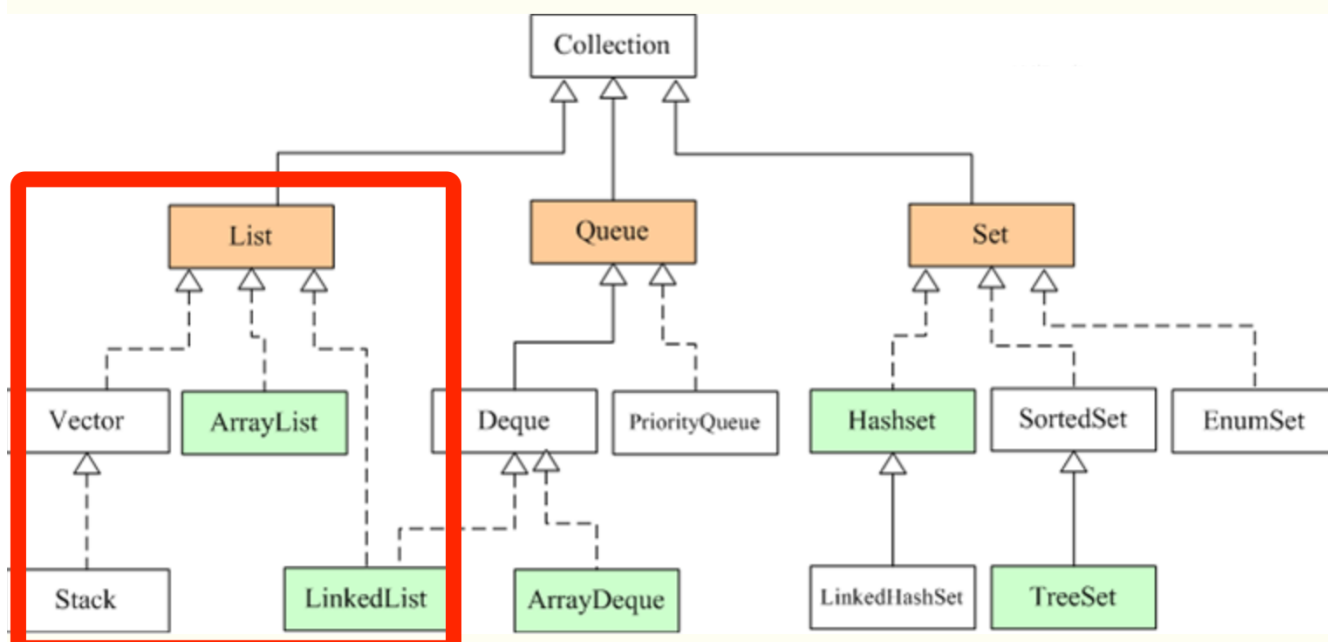 Collection
List
Queue
Set
Vector
ArrayList
Deque
PriorityQueue
Hashset
SortedSet
EnumSet
Stack
LinkedList
ArrayDeque
LinkedHashSet
TreeSet